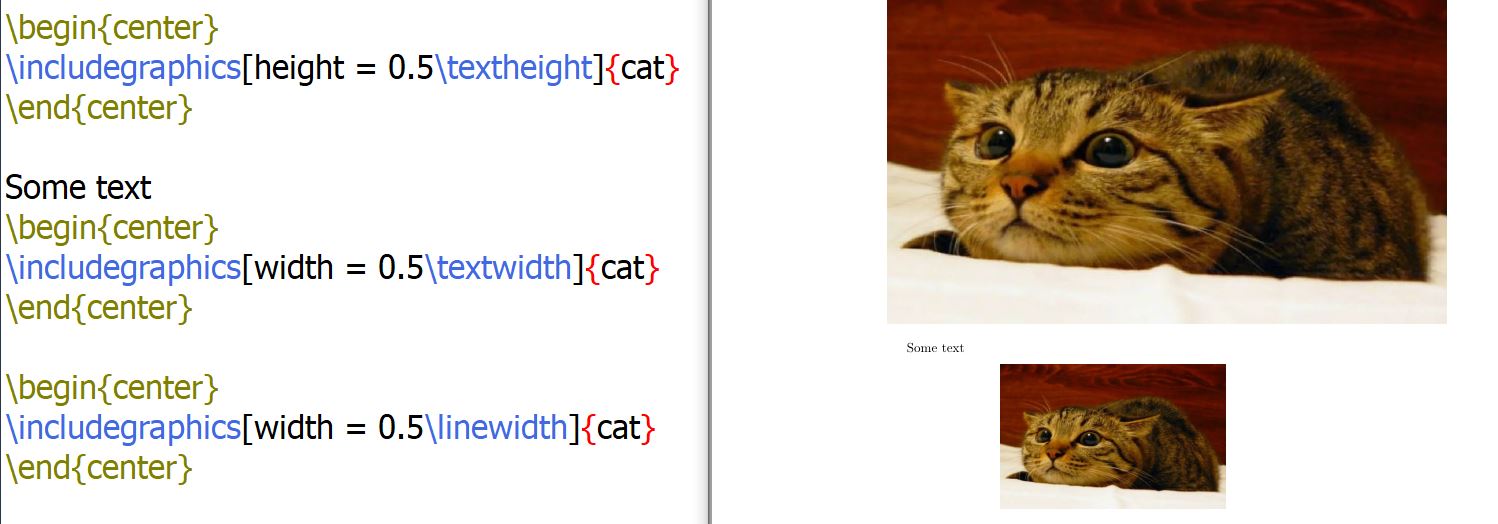 \begin{center}
\includegraphics[height = 0.5\textheight]{cat}
\end{center}
Some text
\begin{center}
\includegraphics[width = 0.5\textwidth]{cat}
\end{center}
\begin{center}
\includegraphics[width = 0.5\linewidth]{cat}
\end{center}
Some text